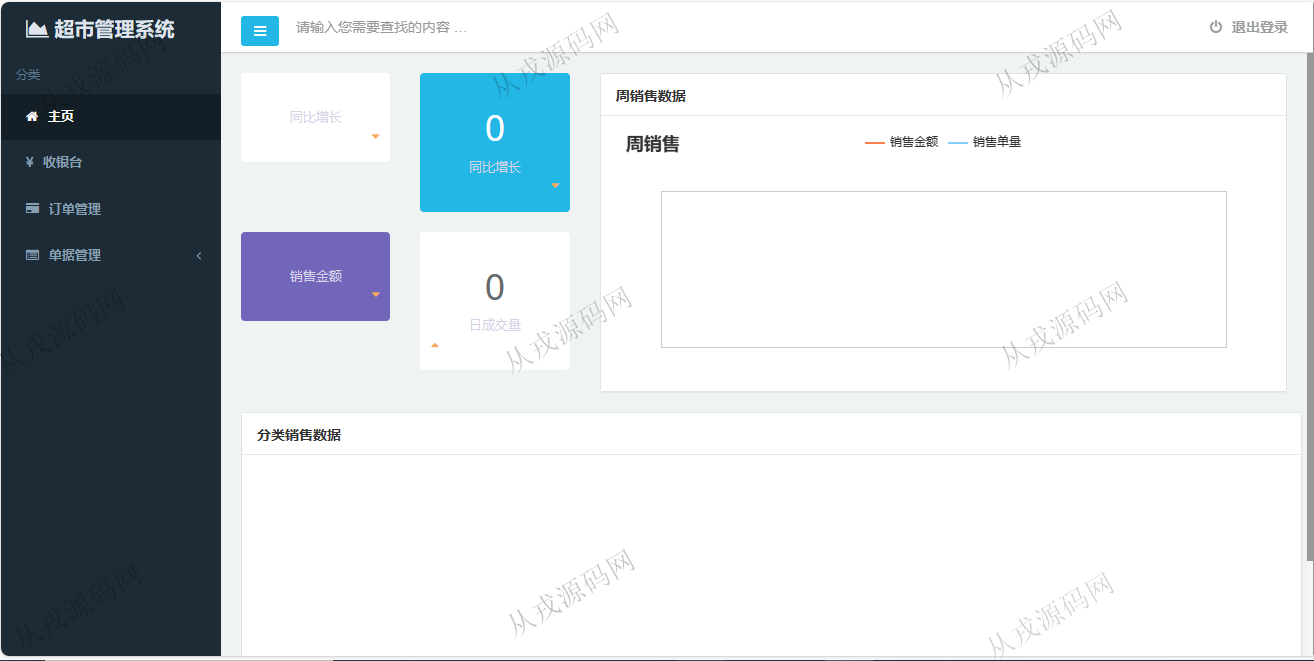 超市管理系统
请输入您需要查找的内容 ...
退出登录
分类
主页
¥ 收银台
订单管理
单据管理
同比增长
0
同比增长
销售金额
0
日成交量
周销售数据
周销售
销售金额
销售单量
分类销售数据
从戎源码网
从戎源码网
从戎源码网
从戎源码网
从戎源码网
从戎源码网
从戎源码网
从戎源码网
从戎源码网